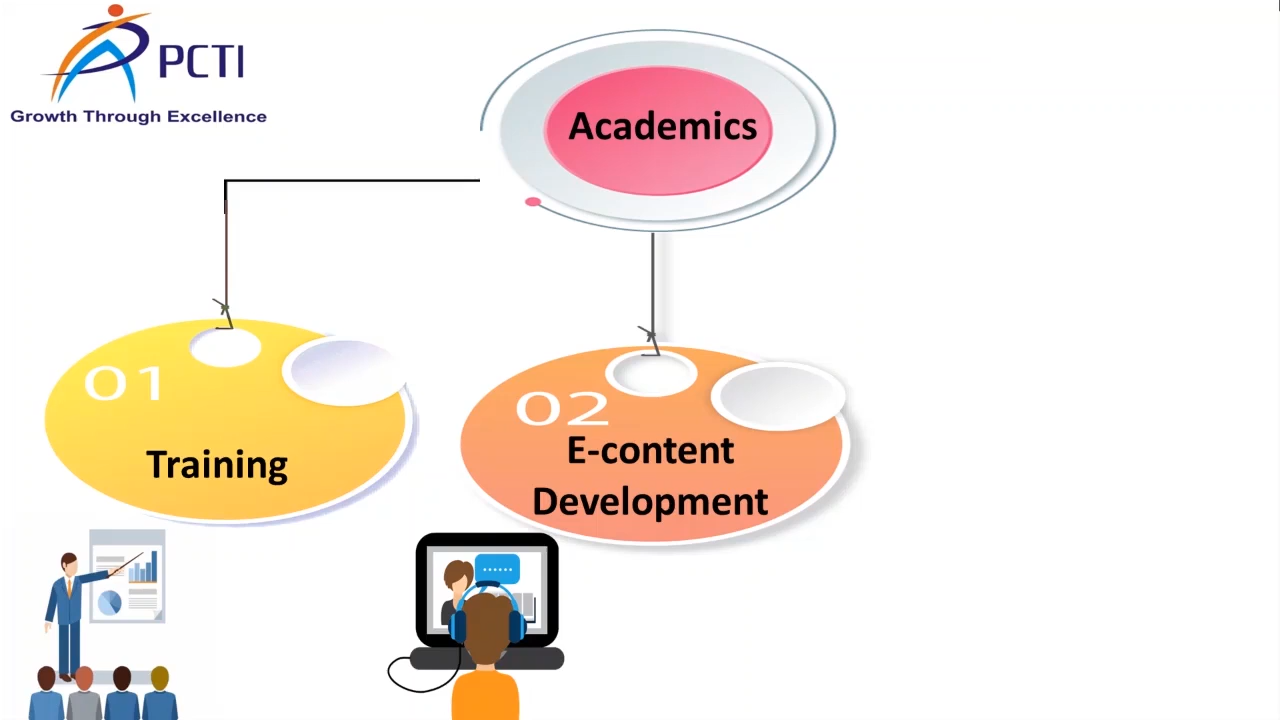 PCTI
Growth Through Excellence
Academics
01
Training
02
E-content
Development